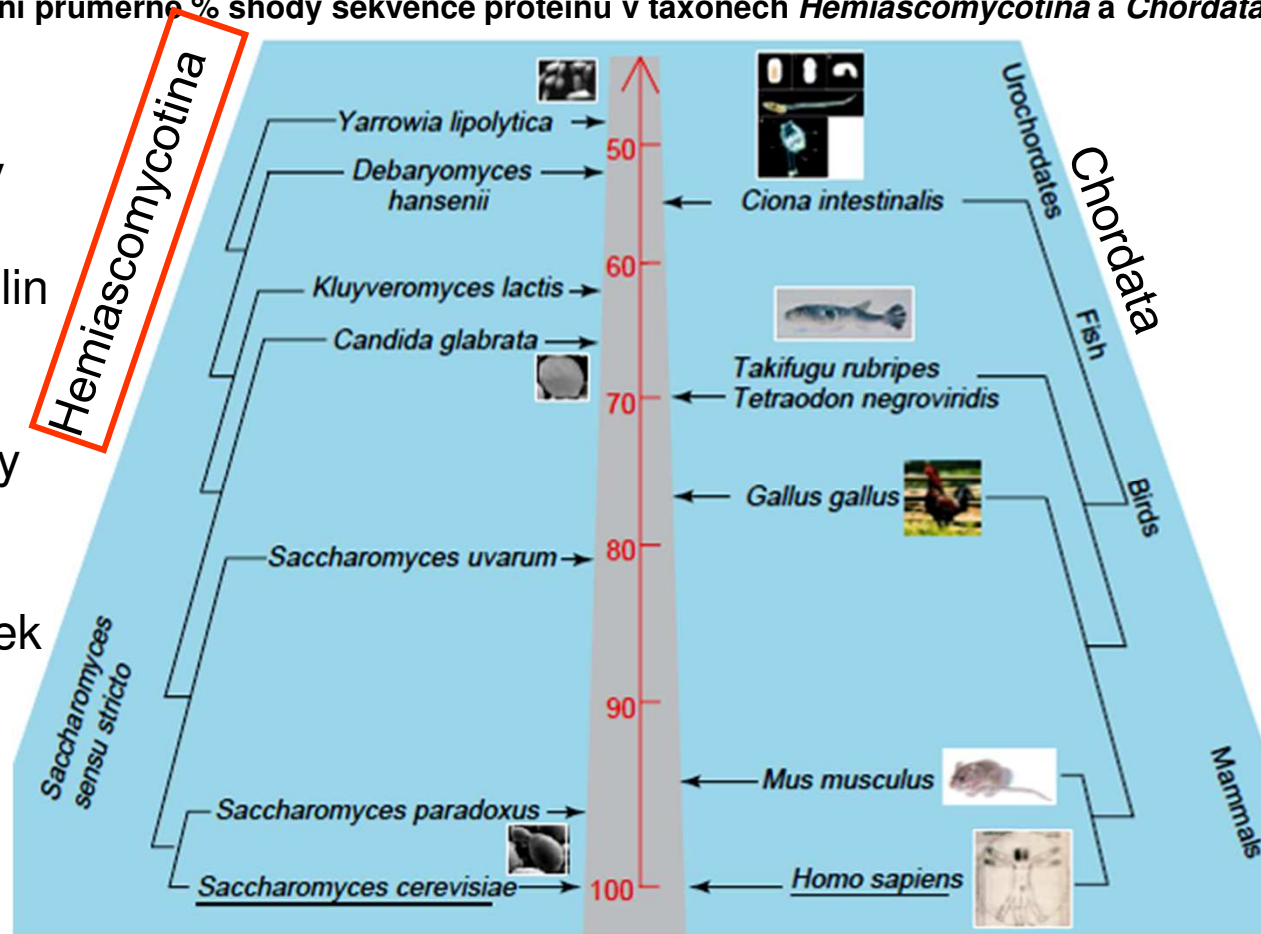 ní průměrné % shody sekvence proteinů v taxonech Hemiascomycotina a Chordata
Hemiascomycotina
Urochordates
Chordata
Yarrowia lipolytica
50
Debaryomyces
hansenii
Ciona intestinalis
60
lin
Kluyveromyces lactis
Fish
Candida glabrata
Takifugu rubripes
70
Tetraodon negroviridis
y
Gallus gallus
Birds
80
Saccharomyces uvarum
ek
Saccharomyces
sensu stricto
90
Mus musculus
Mammals
Saccharomyces paradoxus
Saccharomyces cerevisiae
100
Homo sapiens